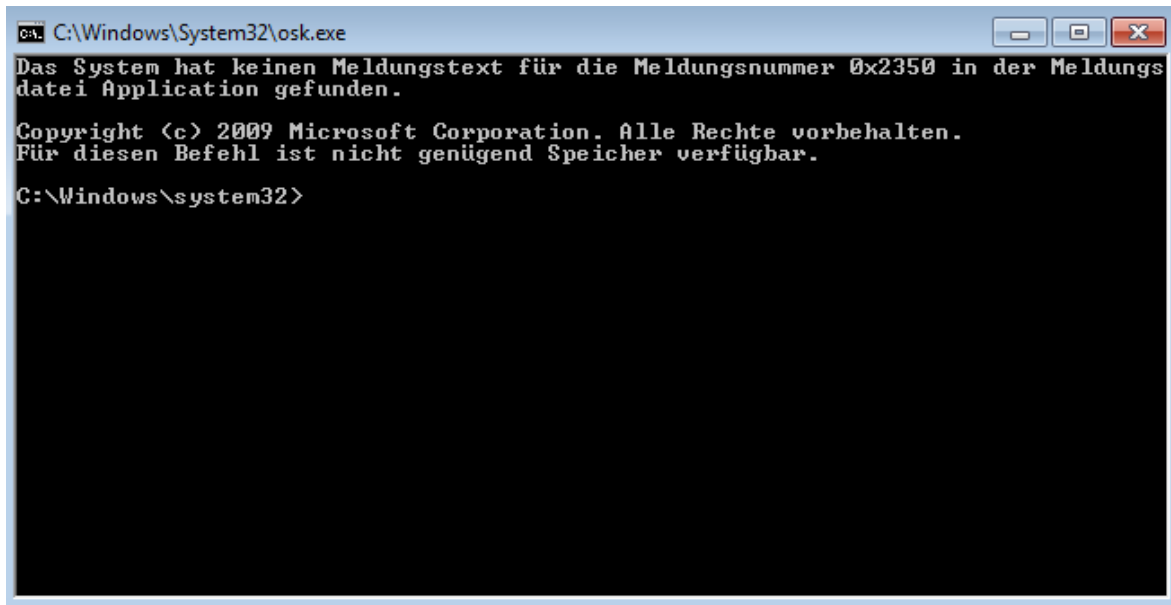 C:\Windows\System32\osk.exe
Das System hat keinen Meldungstext für die Meldungsnummer 0x2350 in der Meldungs
datei Application gefunden.
Copyright (c) 2009 Microsoft Corporation. Alle Rechte vorbehalten.
Für diesen Befehl ist nicht genügend Speicher verfügbar.
C:\Windows\system32>